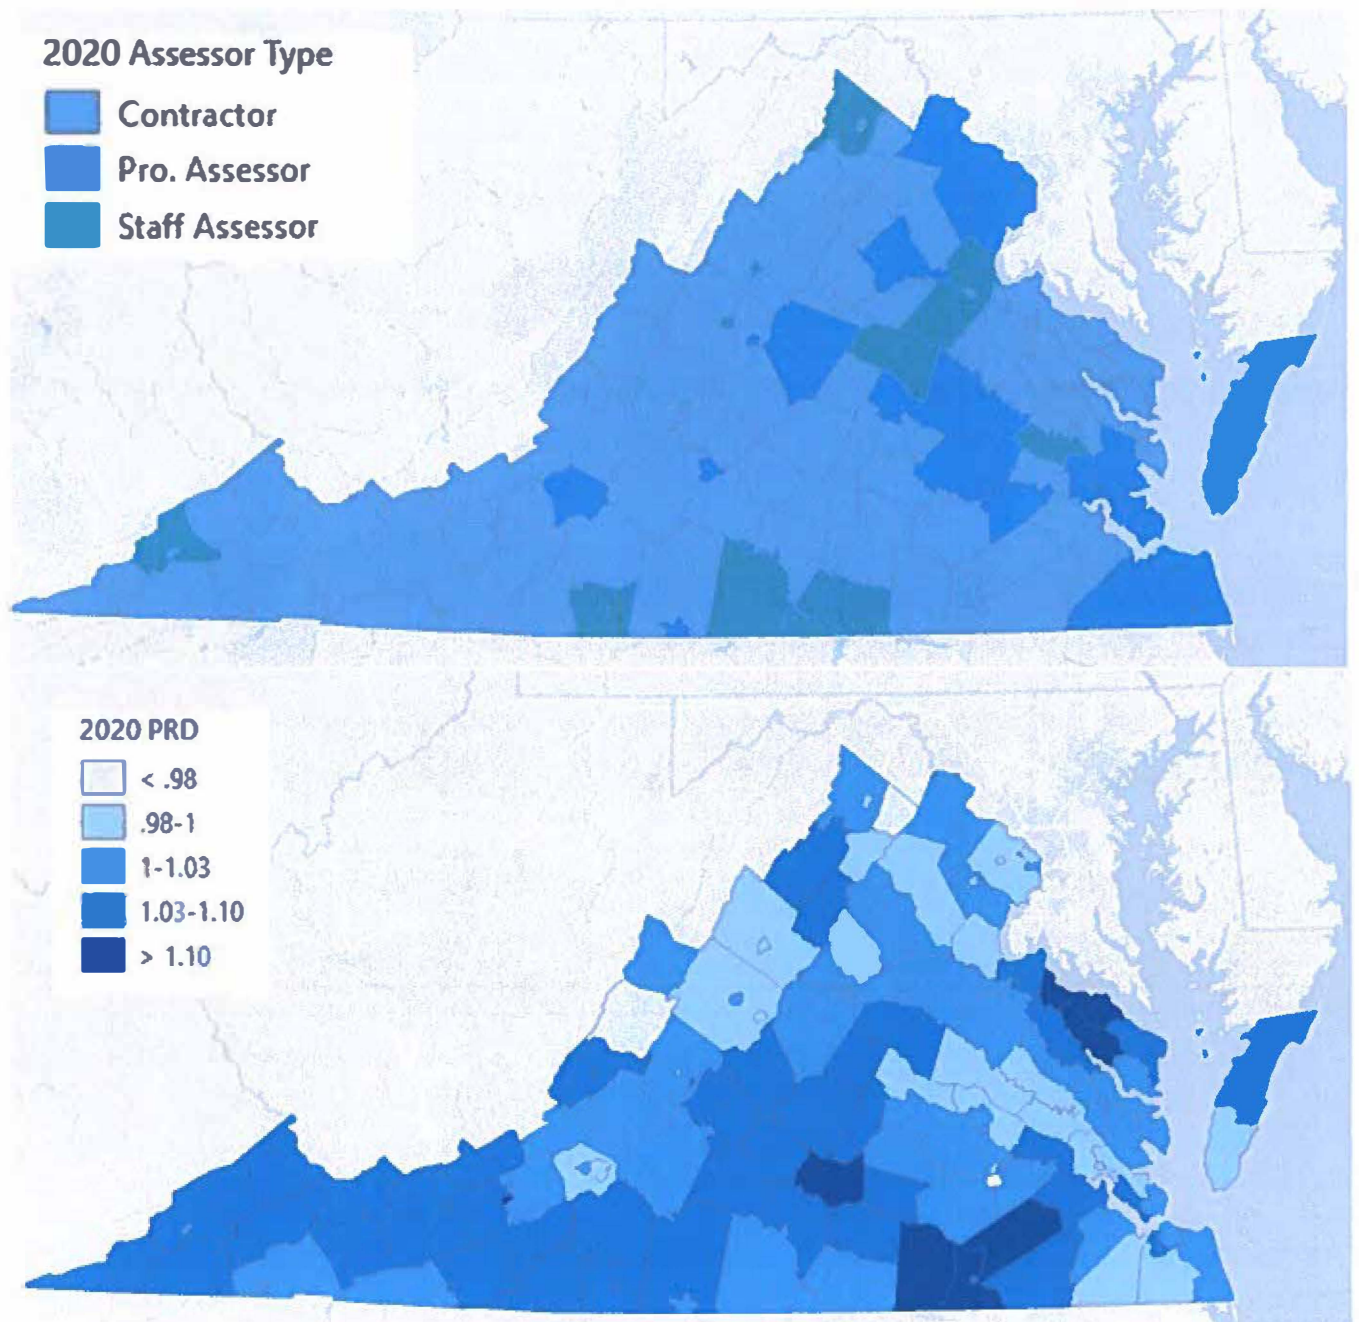 2020 Assessor Type
Contractor
Pro. Assessor
Staff Assessor
2020 PRD
< .98
.98-1
1-1.03
1.03-1.10
> 1.10